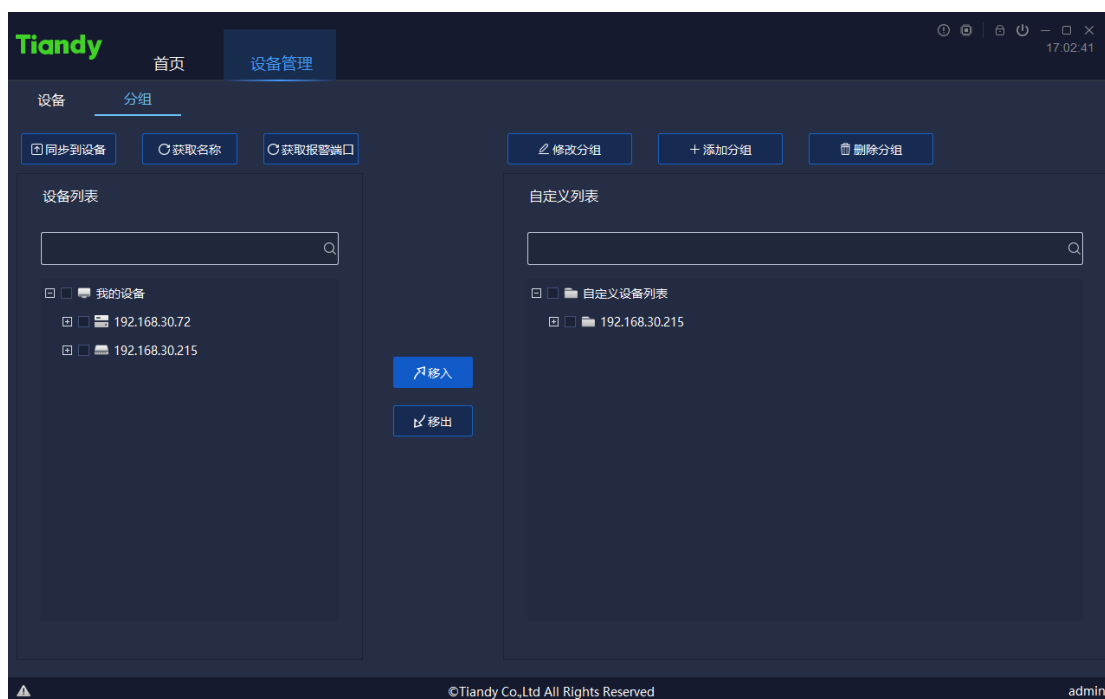 Tiandy
首页
设备管理
17:02:41
设备
分组
同步到设备
获取名称
获取报警端口
修改分组
添加分组
删除分组
设备列表
自定义列表
我的设备
192.168.30.72
192.168.30.215
自定义设备列表
192.168.30.215
移入
移出
©Tiandy Co.,Ltd All Rights Reserved
admin